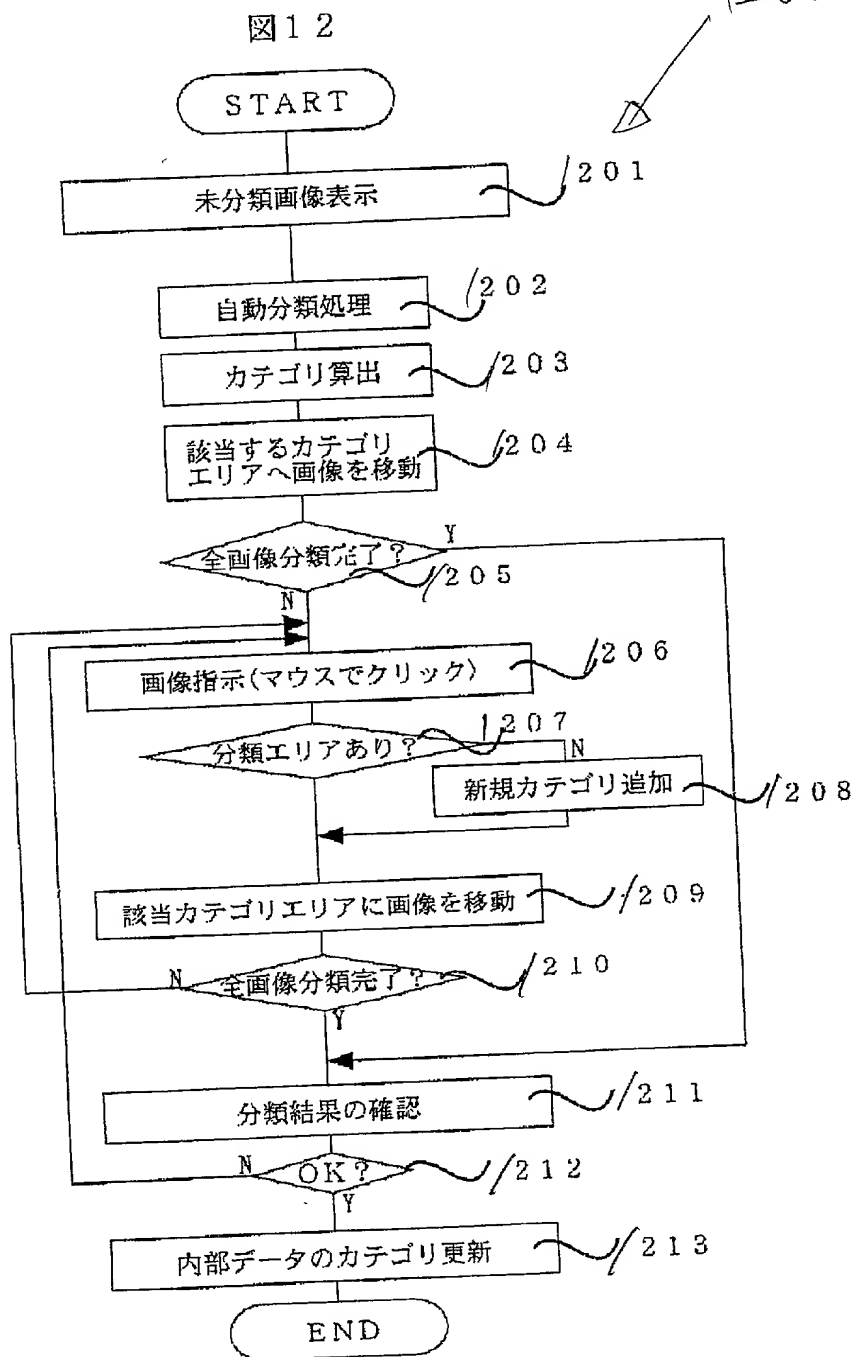 図12
START
未分類画像表示
201
自動分類処理
202
カテゴリ算出
203
該当するカテゴリ
エリアへ画像を移動
204
全画像分類完了?
Y
205
N
画像指示(マウスでクリック)
206
分類エリアあり?
207
N
新規カテゴリ追加
208
該当カテゴリエリアに画像を移動
209
全画像分類完了?
210
N
Y
分類結果の確認
211
OK?
212
N
Y
内部データのカテゴリ更新
213
END